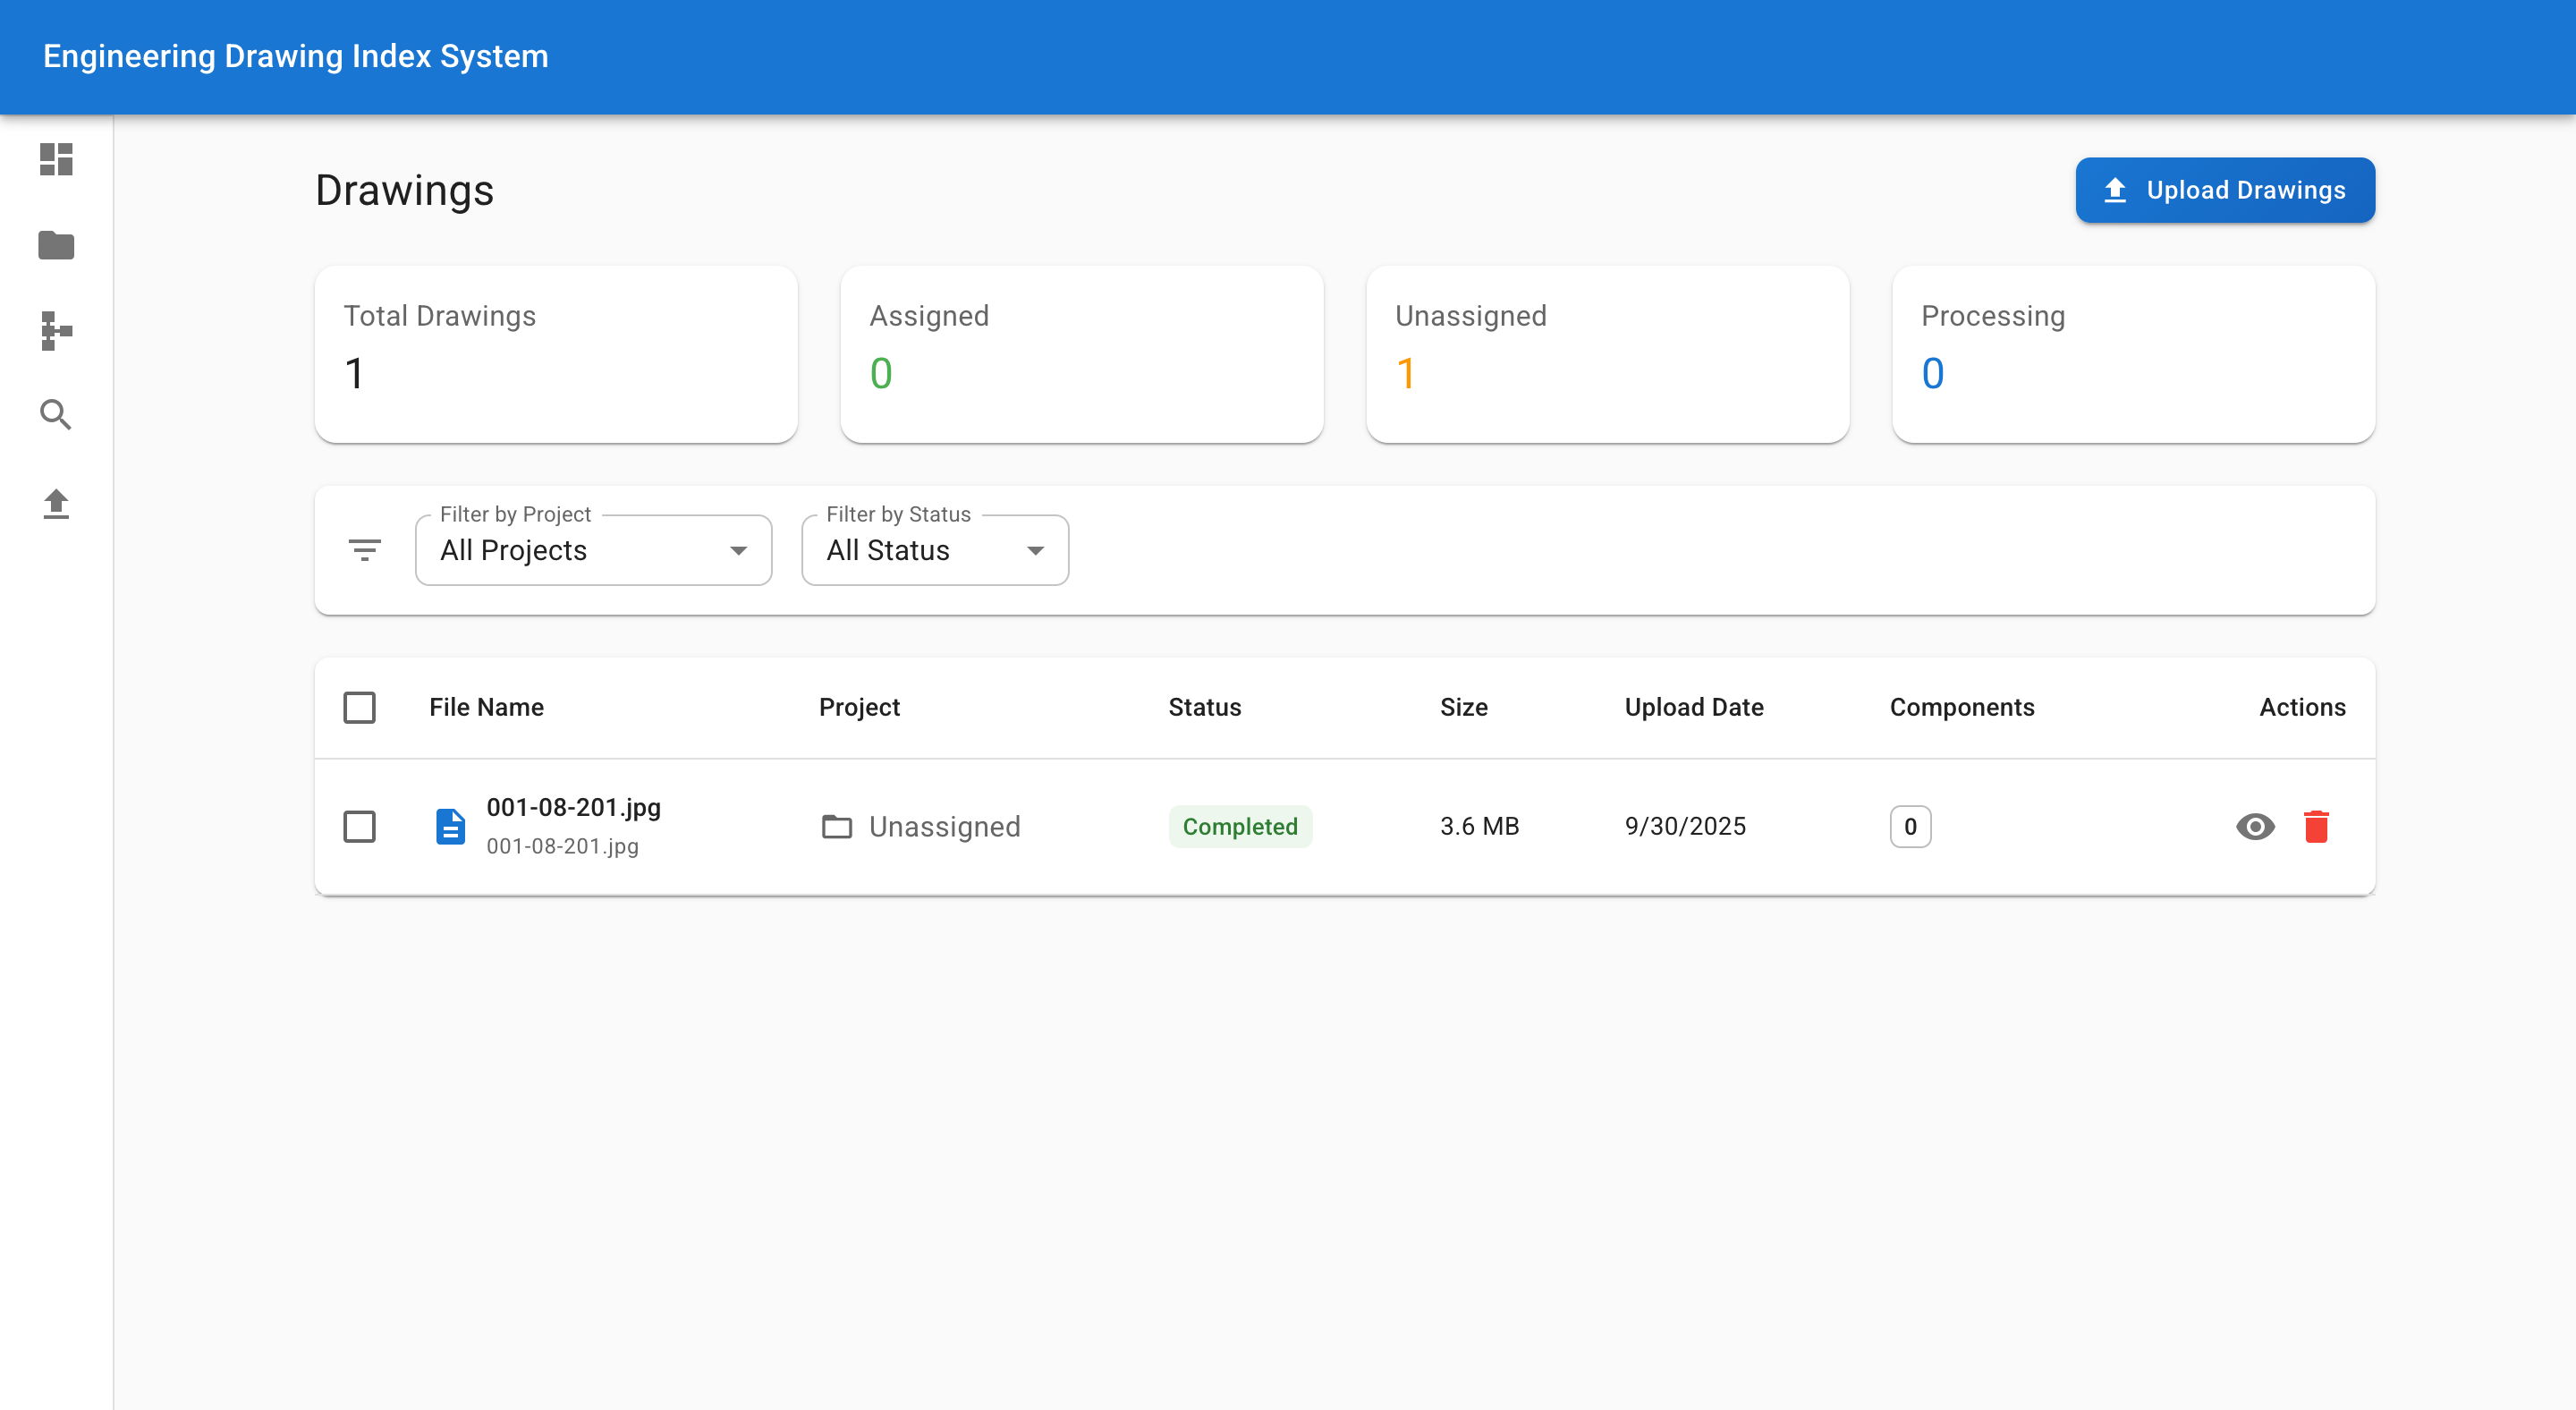 Engineering Drawing Index System
Drawings
Upload Drawings
Total Drawings
1
Assigned
0
Unassigned
1
Processing
0
Filter by Project
All Projects
Filter by Status
All Status
File Name Project Status Size Upload Date Components Actions
001-08-201.jpg
001-08-201.jpg
Unassigned
Completed
3.6 MB
9/30/2025
0